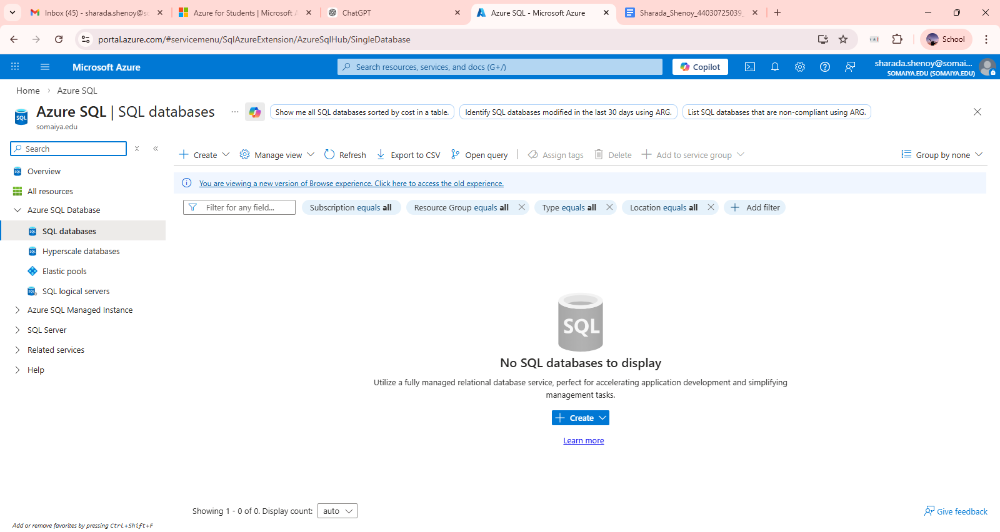 Inbox (45) - sharada.shenoy@so
Azure for Students | Microsoft A
ChatGPT
Azure SQL - Microsoft Azure
Sharada_Shenoy_44030725039_
portal.azure.com/#servicemenu/SqlAzureExtension/AzureSqlHub/SingleDatabase
School
Microsoft Azure
Search resources, services, and docs (G+/)
Copilot
sharada.shenoy@somai...
SOMAIYA.EDU (SOMAIYA.EDU)
Home > Azure SQL
Azure SQL | SQL databases
...
Show me all SQL databases sorted by cost in a table.
Identify SQL databases modified in the last 30 days using ARG.
List SQL databases that are non-compliant using ARG.
somaiya.edu
Search
Create
Manage view
Refresh
Export to CSV
Open query
Assign tags
Delete
Add to service group
Group by none
Overview
All resources
Azure SQL Database
SQL databases
Hyperscale databases
Elastic pools
SQL logical servers
Azure SQL Managed Instance
SQL Server
Related services
Help
You are viewing a new version of Browse experience. Click here to access the old experience.
Filter for any field...
Subscription equals all
Resource Group equals all
Type equals all
Location equals all
Add filter
SQL
No SQL databases to display
Utilize a fully managed relational database service, perfect for accelerating application development and simplifying
management tasks.
Create
Learn more
Showing 1 - 0 of 0. Display count:
auto
Give feedback
Add or remove favorites by pressing Ctrl+Shift+F